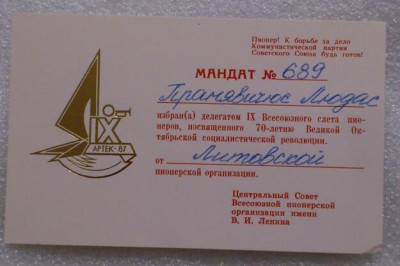 Пионер! К борьбе за дело
Коммунистической партии
Советского Союза будь готов!
МАНДАТ № 689
Прамявичюс Людас
избран(а) делегатом IX Всесоюзного слета пио-
неров, посвященного 70-летию Великой Ок-
тябрьской социалистической революции.
от Литовской
пионерской организации.
Центральный Совет
Всесоюзной пионерской
организации имени
В. И. Ленина
IX
АРТЕК-87